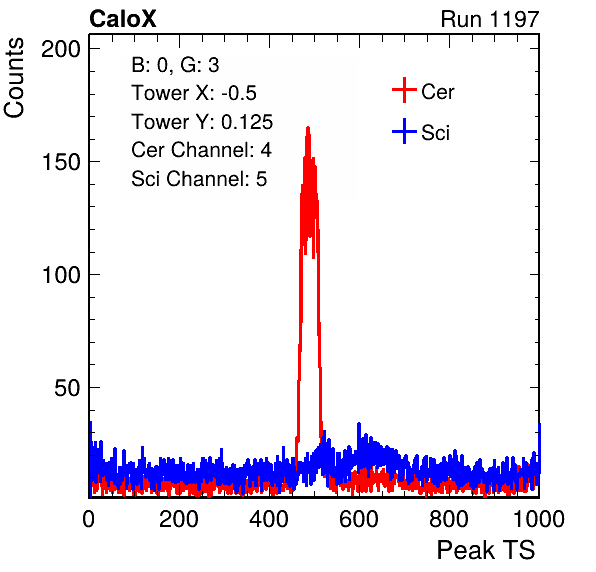 CaloX Run 1197
Counts
200
150
100
50
B: 0, G: 3
Tower X: -0.5
Tower Y: 0.125
Cer Channel: 4
Sci Channel: 5
Cer
Sci
0 200 400 600 800 1000
Peak TS